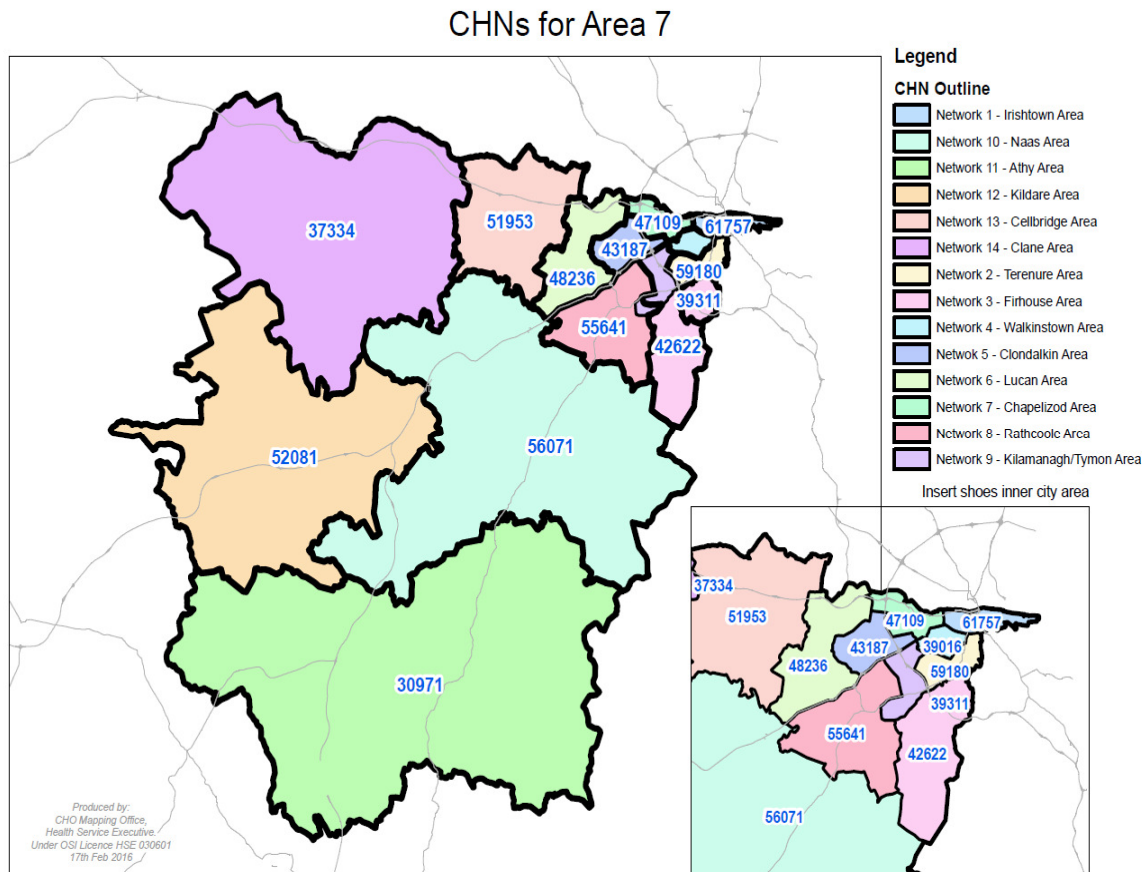 CHNs for Area 7
Legend
CHN Outline
Network 1 - Irishtown Area
Network 10 - Naas Area
Network 11 - Athy Area
Network 12 - Kildare Area
Network 13 - Cellbridge Area
Network 14 - Clane Area
Network 2 - Terenure Area
Network 3 - Firhouse Area
Network 4 - Walkinstown Area
Netwok 5 - Clondalkin Area
Network 6 - Lucan Area
Network 7 - Chapelizod Area
Network 8 - Rathcoole Area
Network 9 - Kilamanagh/Tymon Area
Insert shoes inner city area
37334
51953
47109
61757
43187
48236
59180
39311
55641
42622
52081
56071
30971
37334
51953
47109
61757
43187
39016
48236
59180
39311
55641
42622
56071
Produced by:
CHO Mapping Office,
Health Service Executive.
Under OSI Licence HSE 030601
17th Feb 2016